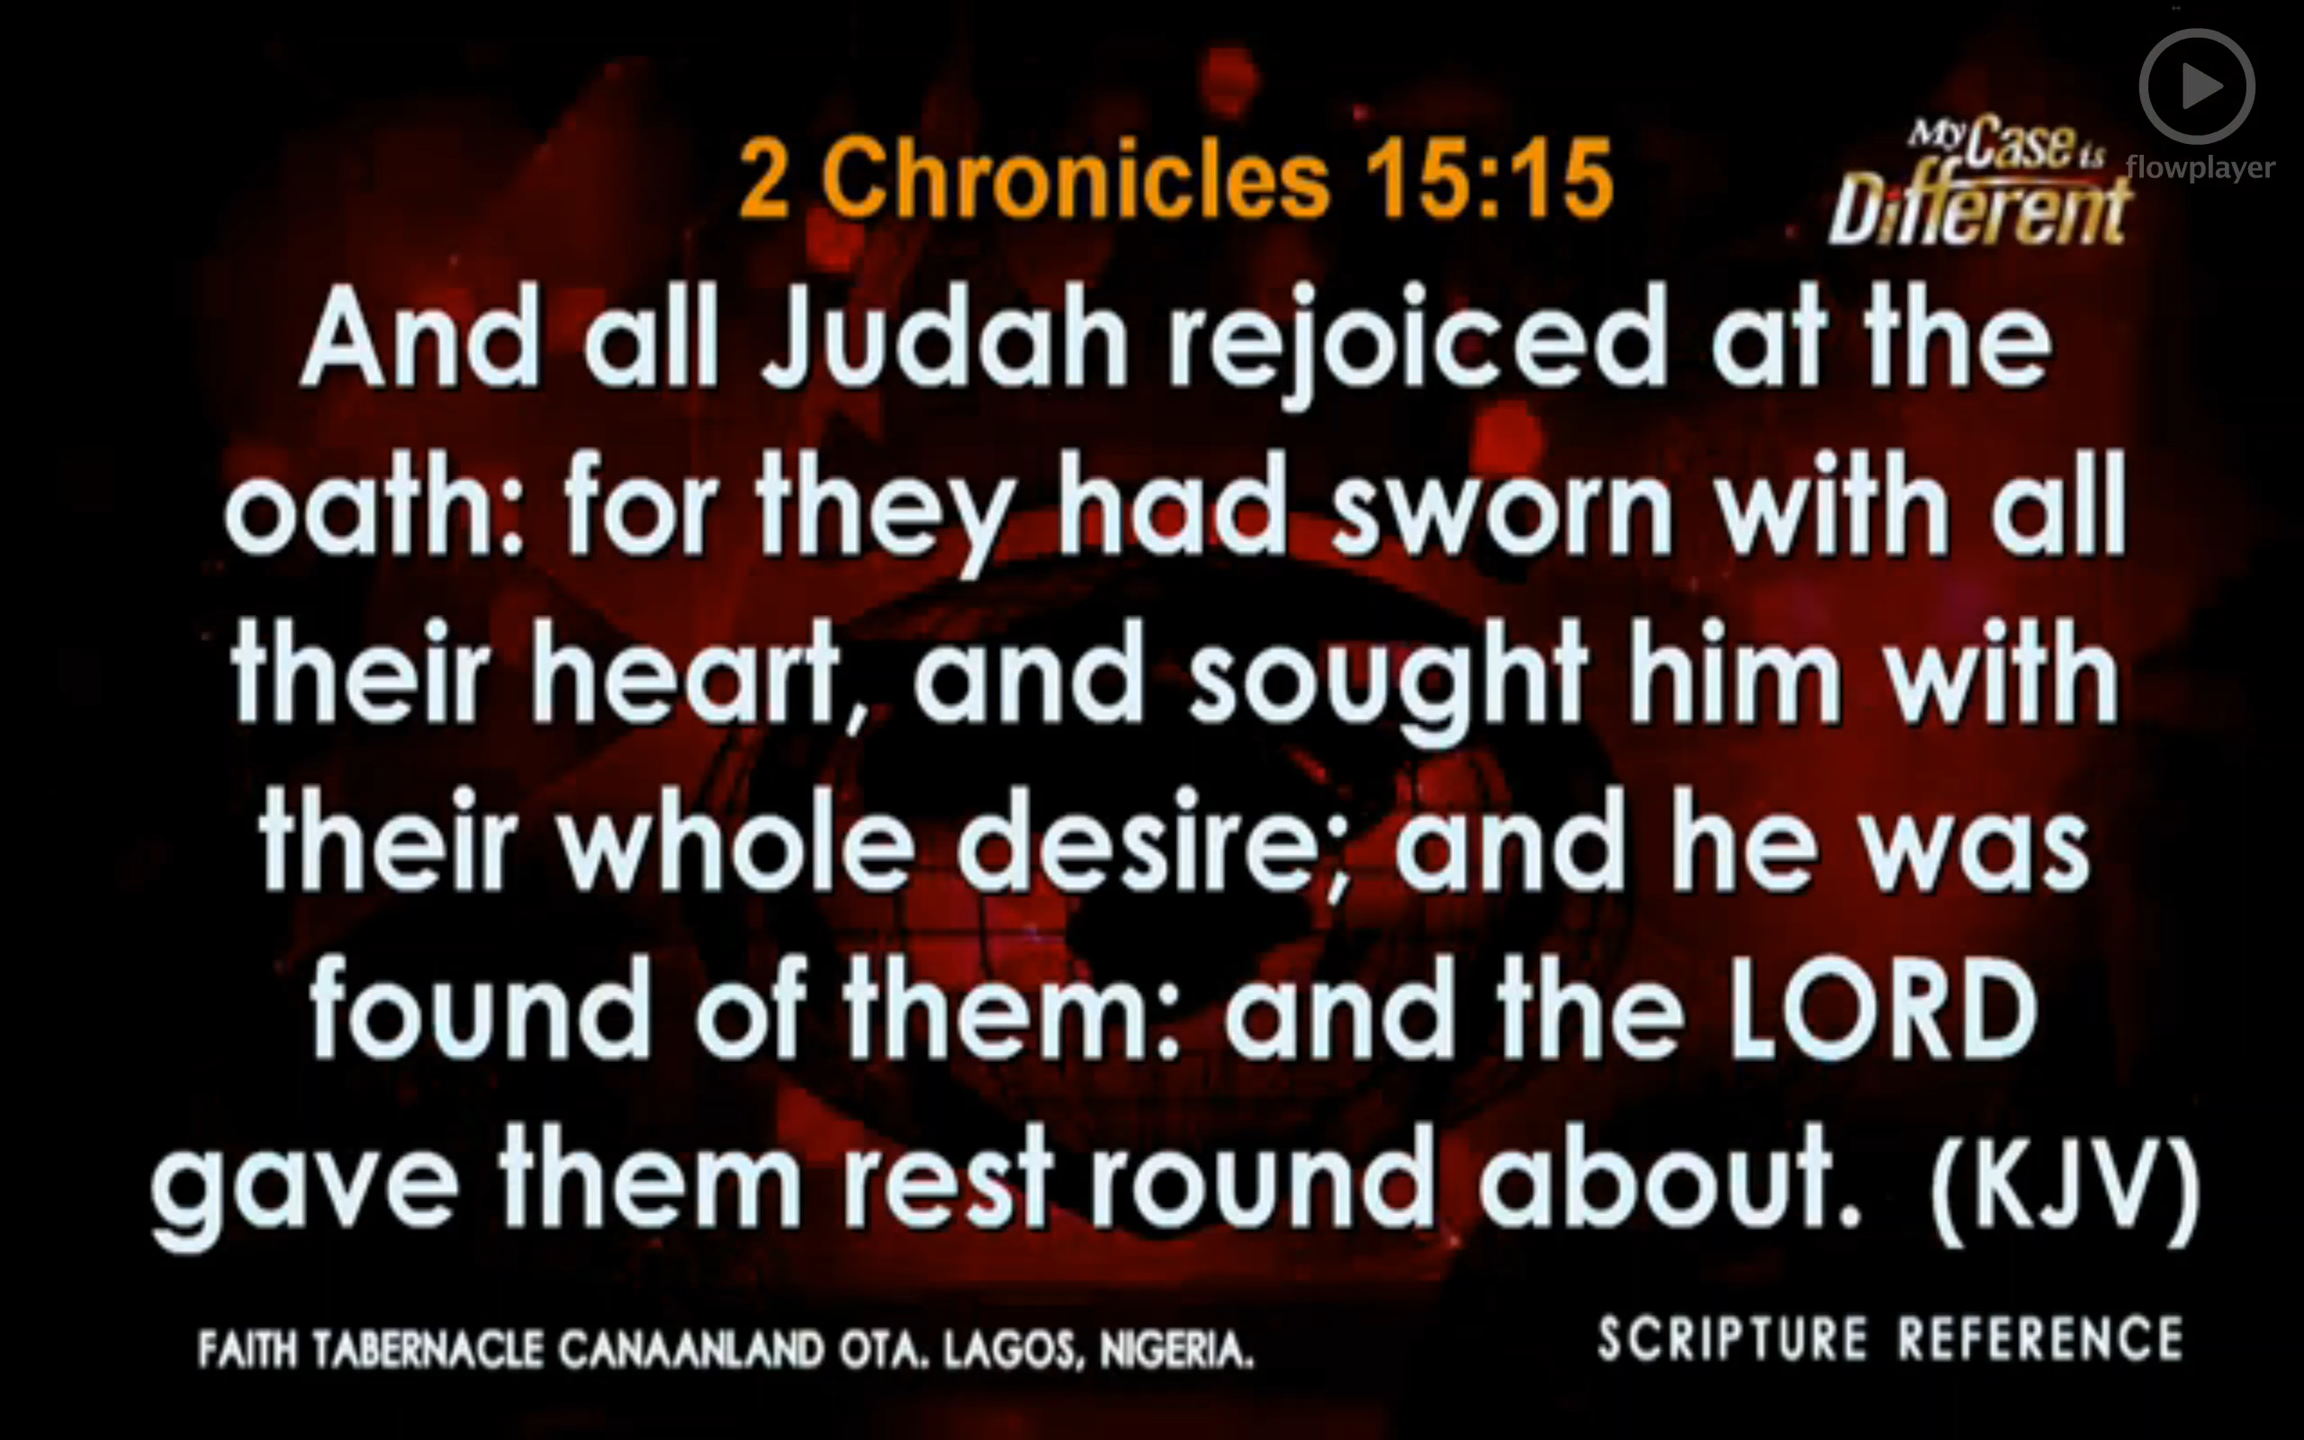 flowplayer
My Case is
Different
2 Chronicles 15:15
And all Judah rejoiced at the
oath: for they had sworn with all
their heart, and sought him with
their whole desire; and he was
found of them: and the LORD
gave them rest round about. (KJV)
FAITH TABERNACLE CANAANLAND OTA. LAGOS, NIGERIA.
SCRIPTURE REFERENCE